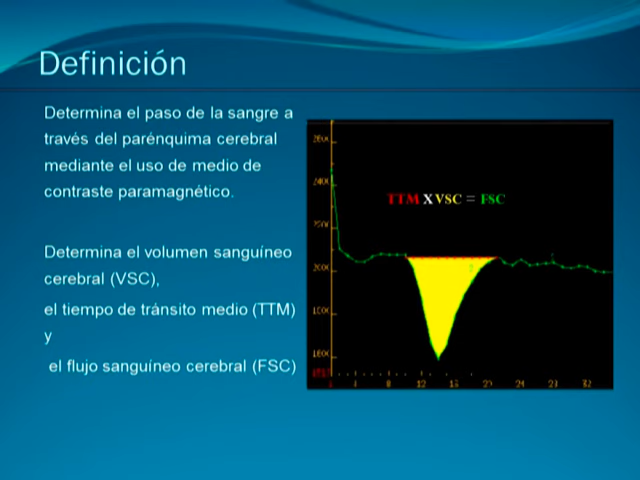 Definición
Determina el paso de la sangre a
través del parénquima cerebral
mediante el uso de medio de
contraste paramagnético.
Determina el volumen sanguíneo
cerebral (VSC),
el tiempo de tránsito medio (TTM)
y
el flujo sanguíneo cerebral (FSC)
TTM X VSC = FSC